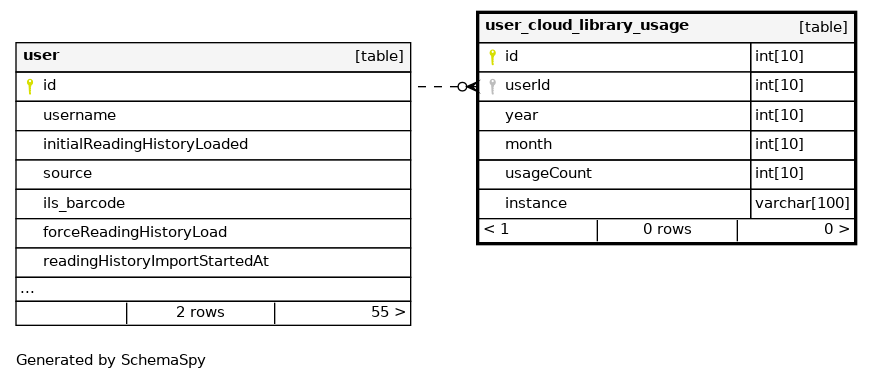 user [table]
id
username
initialReadingHistoryLoaded
source
ils_barcode
forceReadingHistoryLoad
readingHistoryImportStartedAt
...
2 rows 55 >
user_cloud_library_usage [table]
id int[10]
userId int[10]
year int[10]
month int[10]
usageCount int[10]
instance varchar[100]
< 1 0 rows 0 >
Generated by SchemaSpy